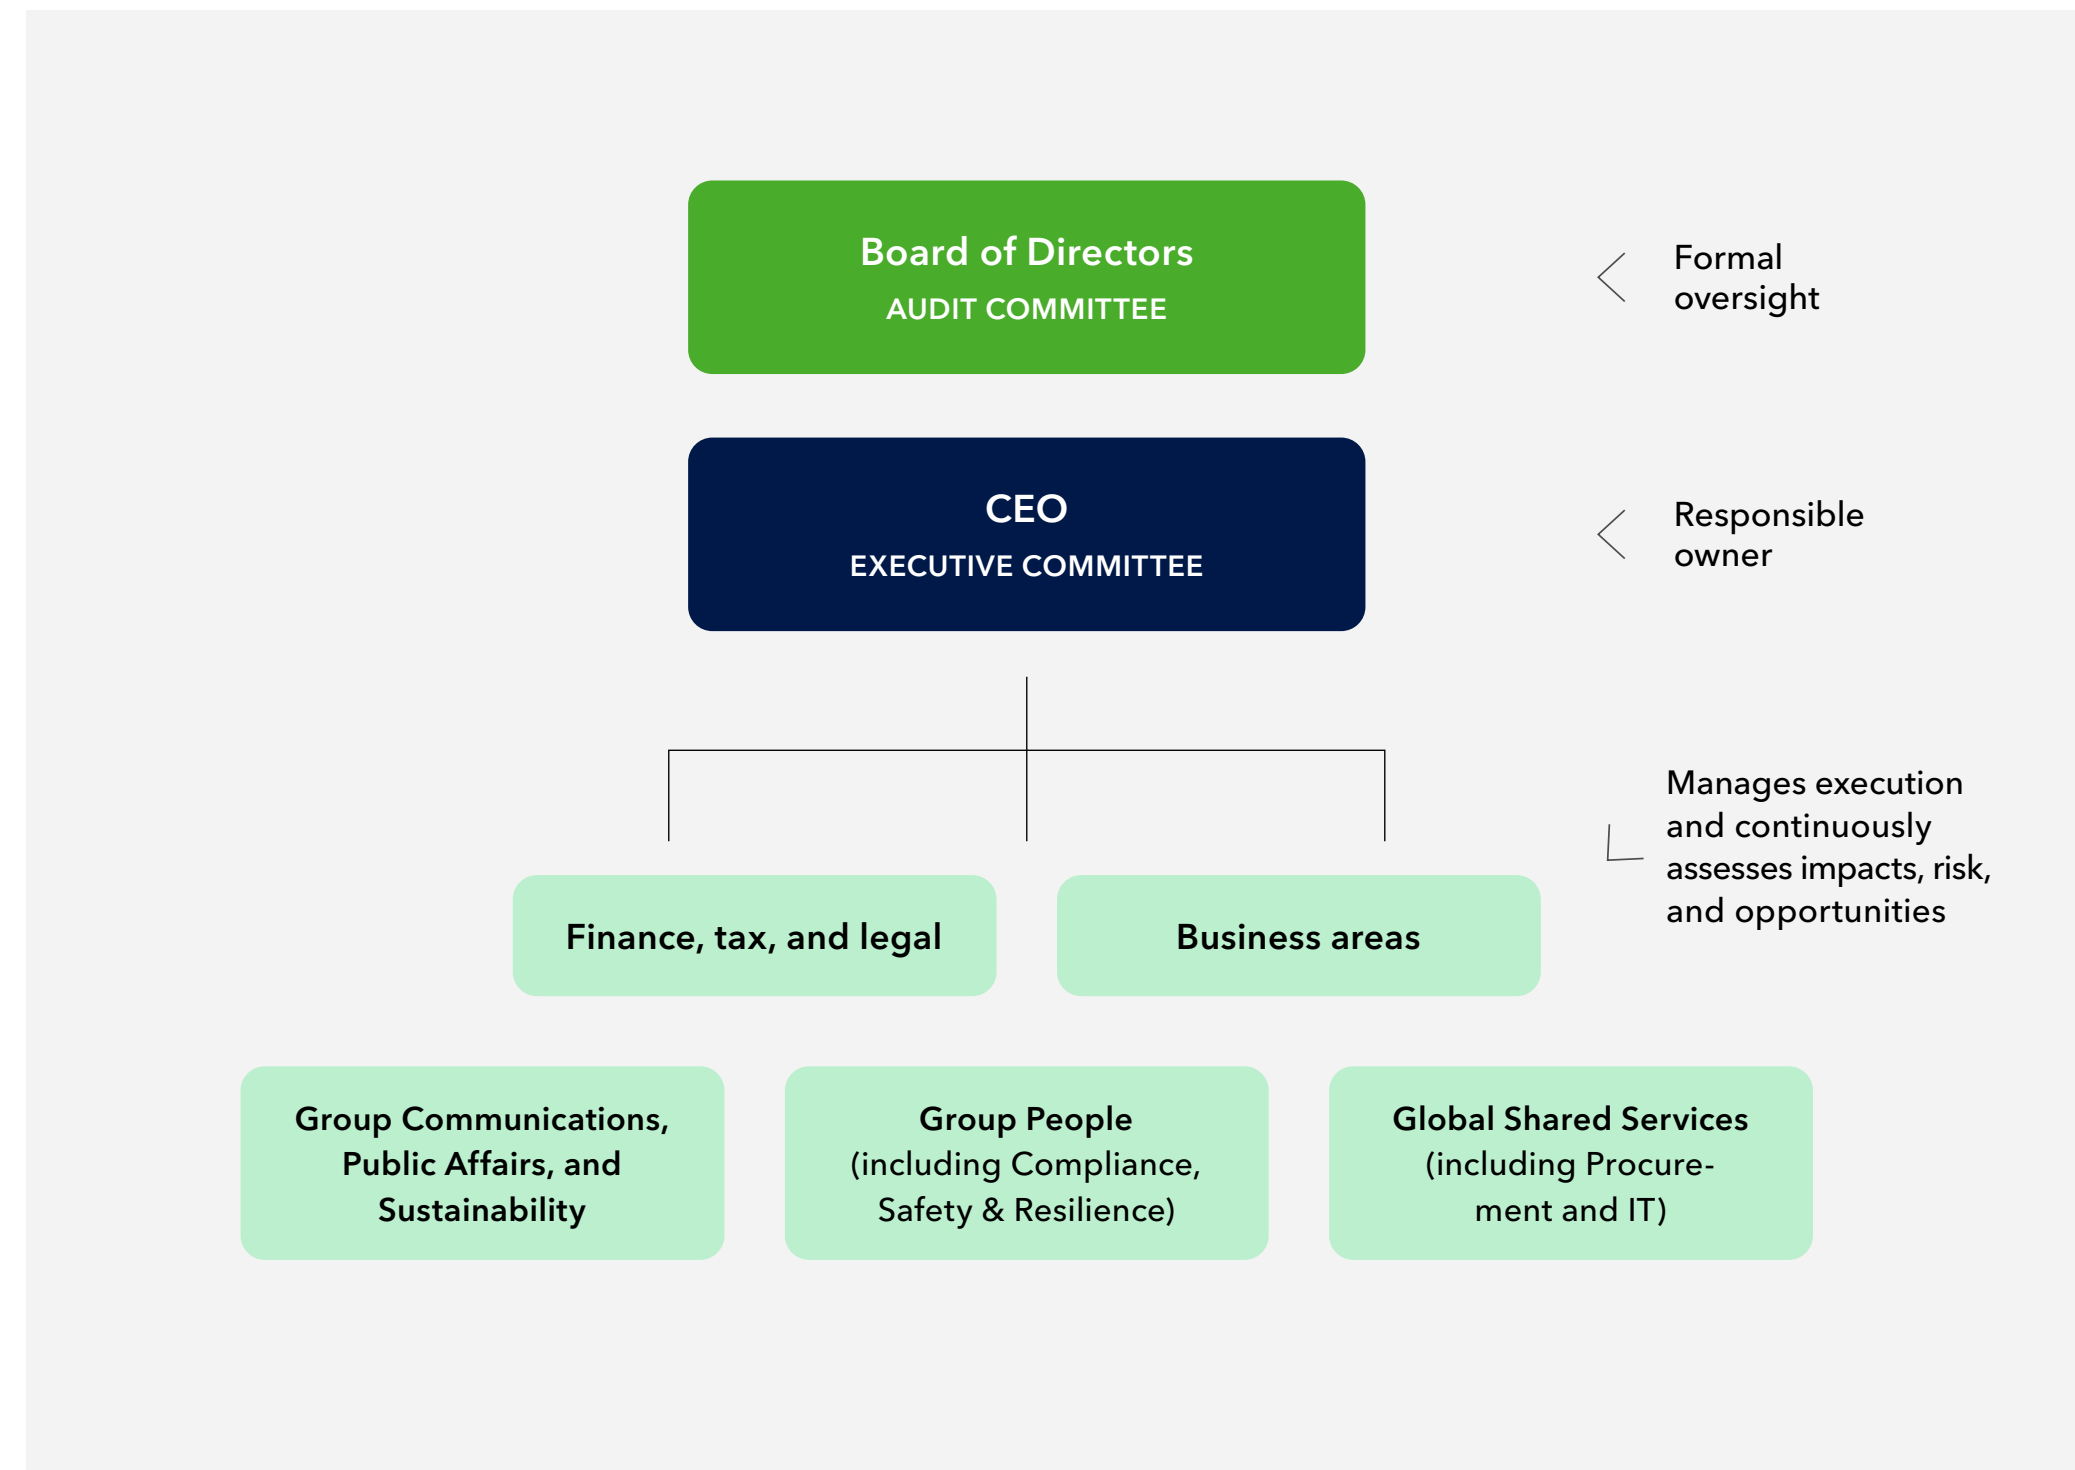 Board of Directors
AUDIT COMMITTEE
Formal
oversight
CEO
EXECUTIVE COMMITTEE
Responsible
owner
Manages execution
and continuously
assesses impacts, risk,
and opportunities
Finance, tax, and legal
Business areas
Group Communications,
Public Affairs, and
Sustainability
Group People
(including Compliance,
Safety & Resilience)
Global Shared Services
(including Procure-
ment and IT)